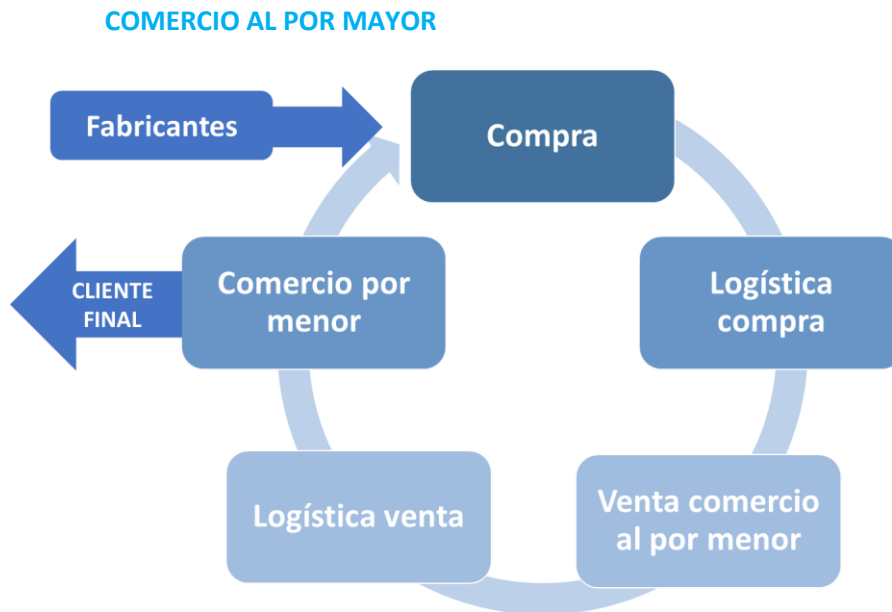 COMERCIO AL POR MAYOR
Fabricantes
Compra
CLIENTE
FINAL
Comercio por
menor
Logística
compra
Logística venta
Venta comercio
al por menor